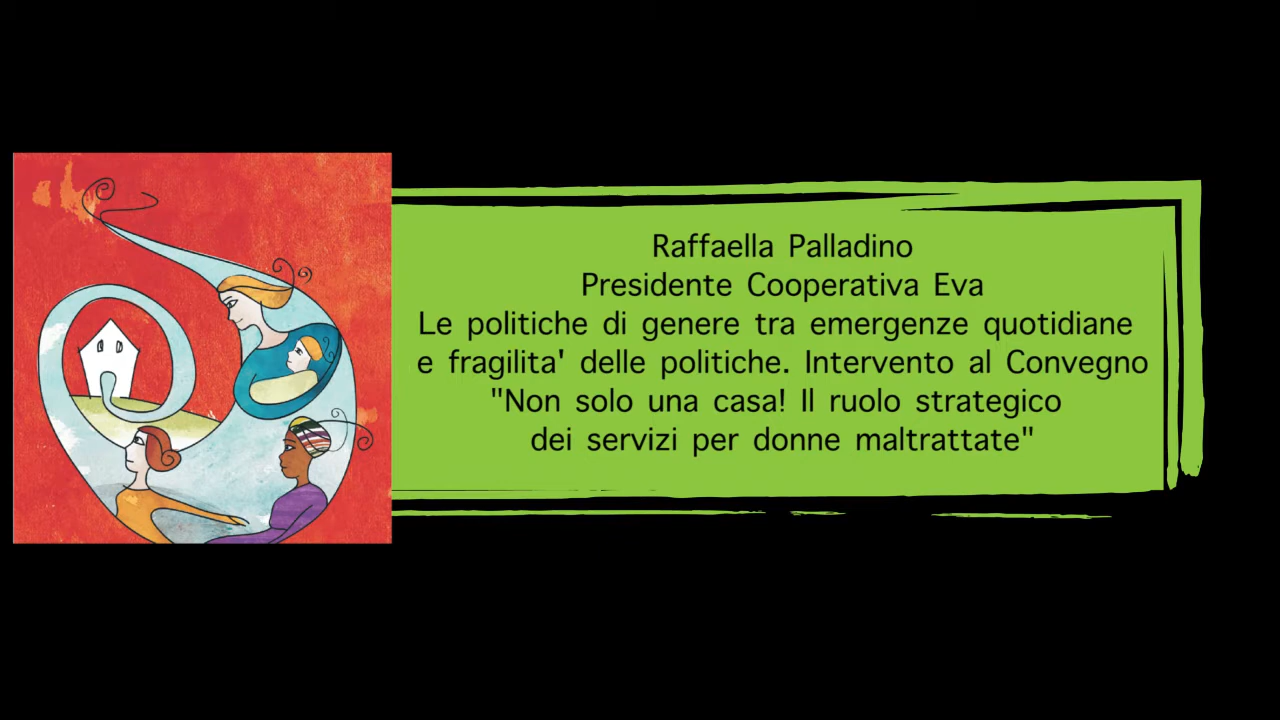 Raffaella Palladino
Presidente Cooperativa Eva
Le politiche di genere tra emergenze quotidiane
e fragilita' delle politiche. Intervento al Convegno
"Non solo una casa! Il ruolo strategico
dei servizi per donne maltrattate"